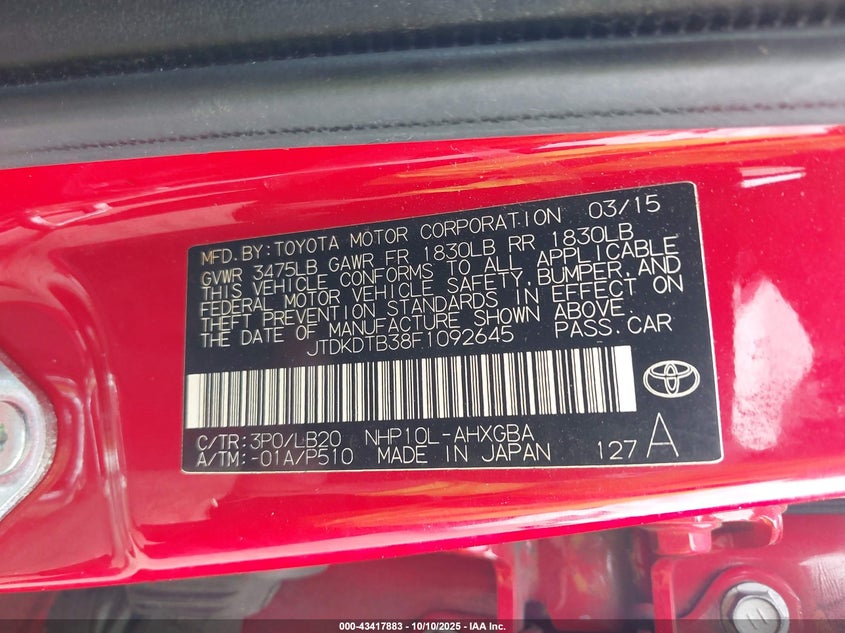 MFD.BY:TOYOTA MOTOR CORPORATION 03/15
GVWR 3475LB GAWR FR 1830LB RR 1830LB
THIS VEHICLE CONFORMS TO ALL APPLICABLE
FEDERAL MOTOR VEHICLE SAFETY,BUMPER,AND
THEFT PREVENTION STANDARDS IN EFFECT ON
THE DATE OF MANUFACTURE SHOWN ABOVE.
JTDKDTB38F1092645 PASS.CAR
C/TR:3P0/LB20 NHP10L-AHXGBA
A/TM:-01A/P510 MADE IN JAPAN 127 A
000-43417883 - 10/10/2025 - IAA Inc.